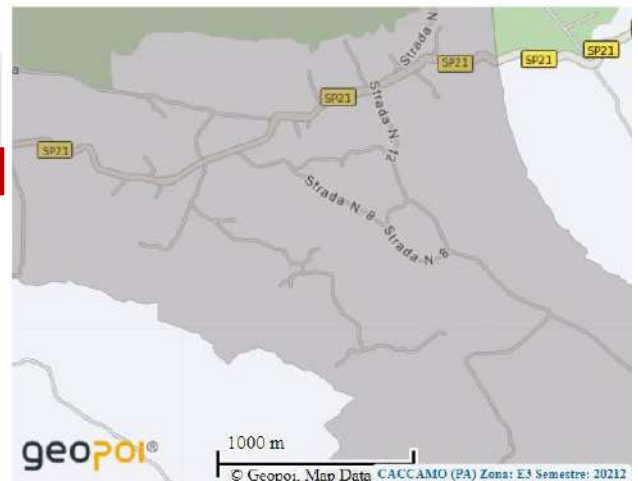 Strada N
SP21
SP21
SP21
SP21
a
SP21
Strada N. 12
Strada N 8
Strada N. 8
geopoi®
1000 m
© Geopoi, Map Data CACCAMO (PA) Zona: E3 Semestre: 20212